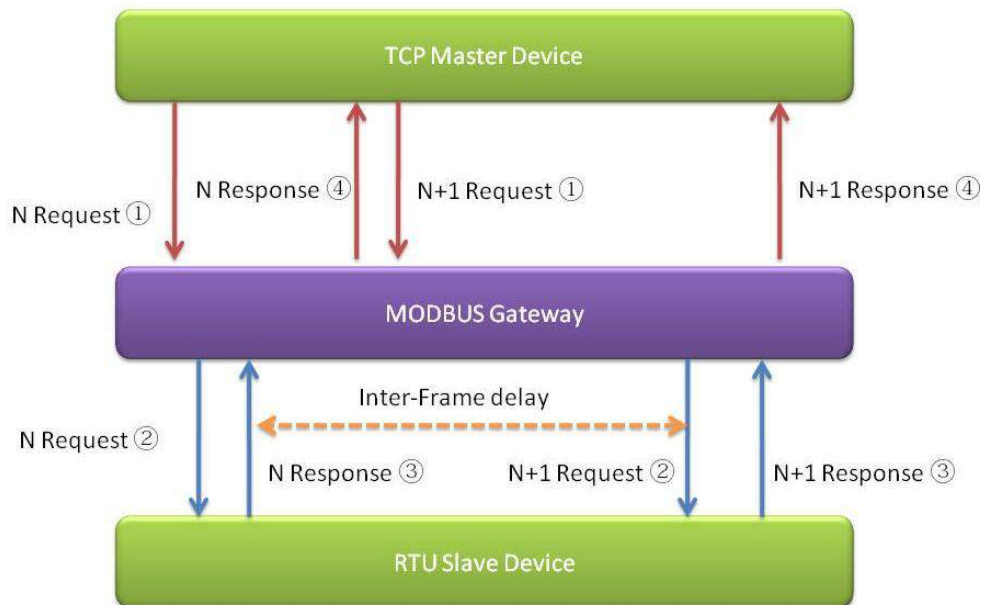 TCP Master Device
N Request ①
N Response ④
N+1 Request ①
N+1 Response ④
MODBUS Gateway
Inter-Frame delay
N Request ②
N Response ③
N+1 Request ②
N+1 Response ③
RTU Slave Device